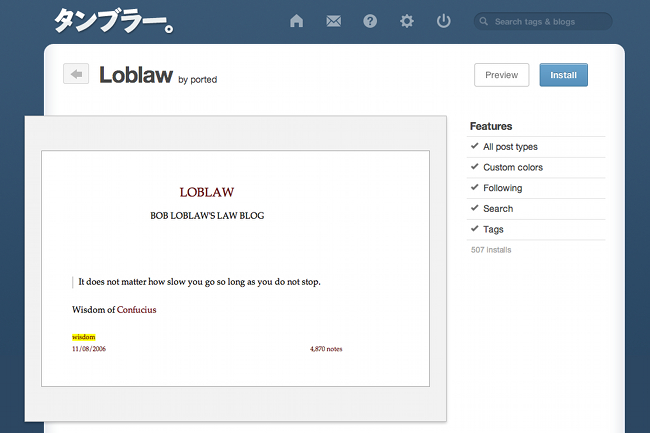 タンブラー。
Search tags & blogs
Loblaw by ported
Preview
Install
LOBLAW
BOB LOBLAW'S LAW BLOG
It does not matter how slow you go so long as you do not stop.
Wisdom of Confucius
wisdom
11/08/2006
4,870 notes
Features
All post types
Custom colors
Following
Search
Tags
507 installs